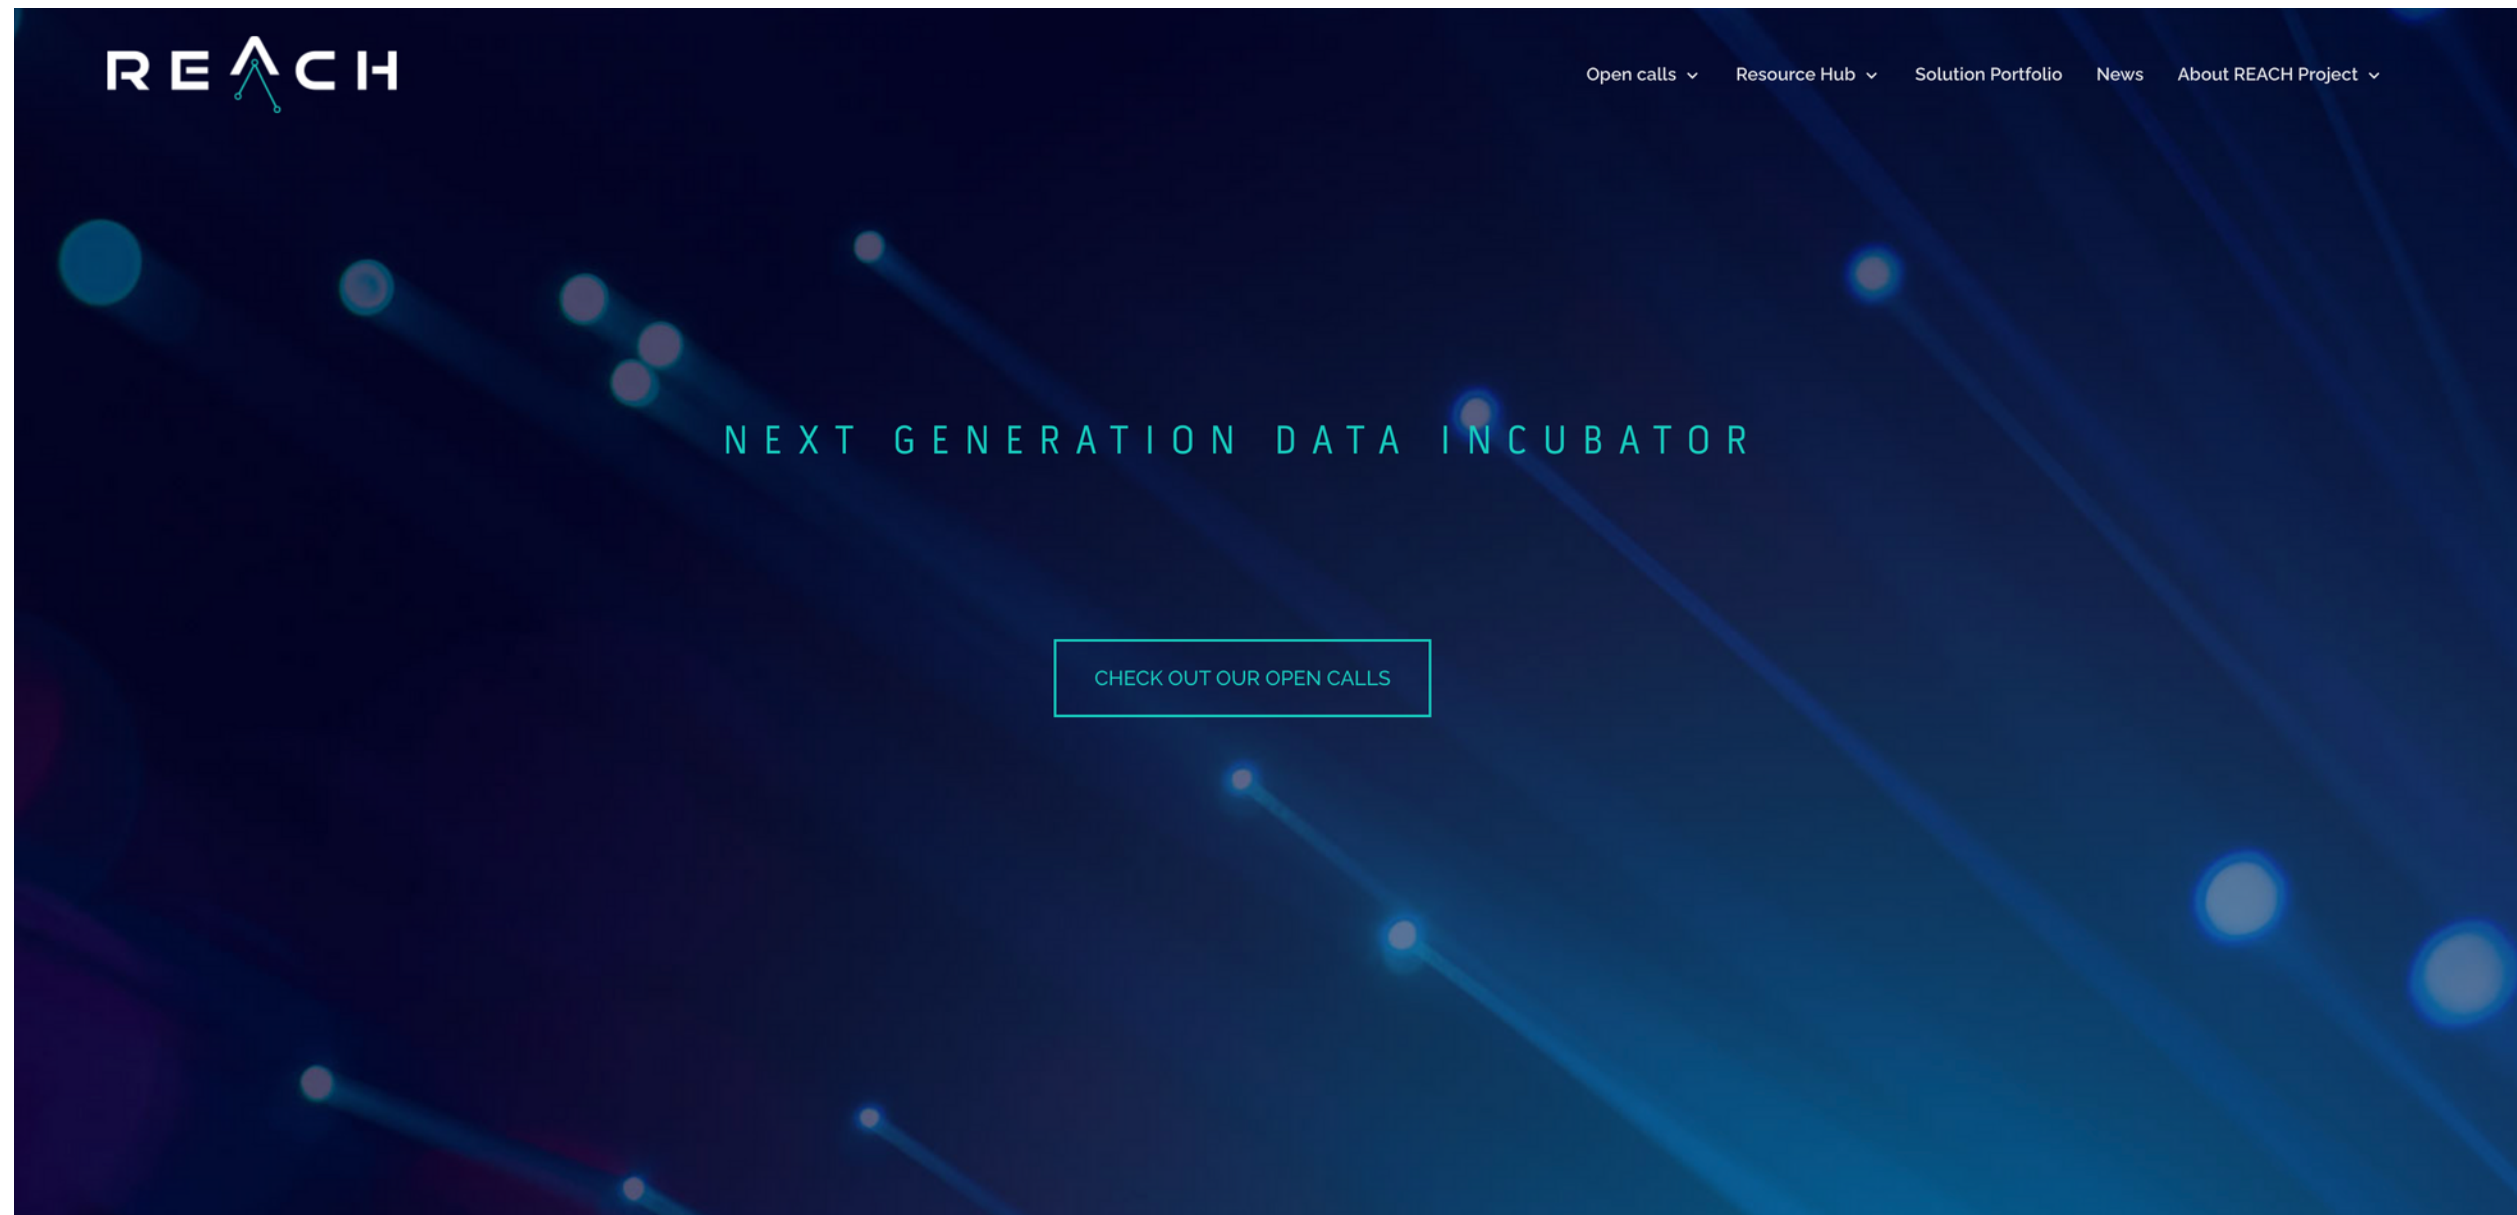 REACH
Open calls Resource Hub Solution Portfolio News About REACH Project
NEXT GENERATION DATA INCUBATOR
CHECK OUT OUR OPEN CALLS